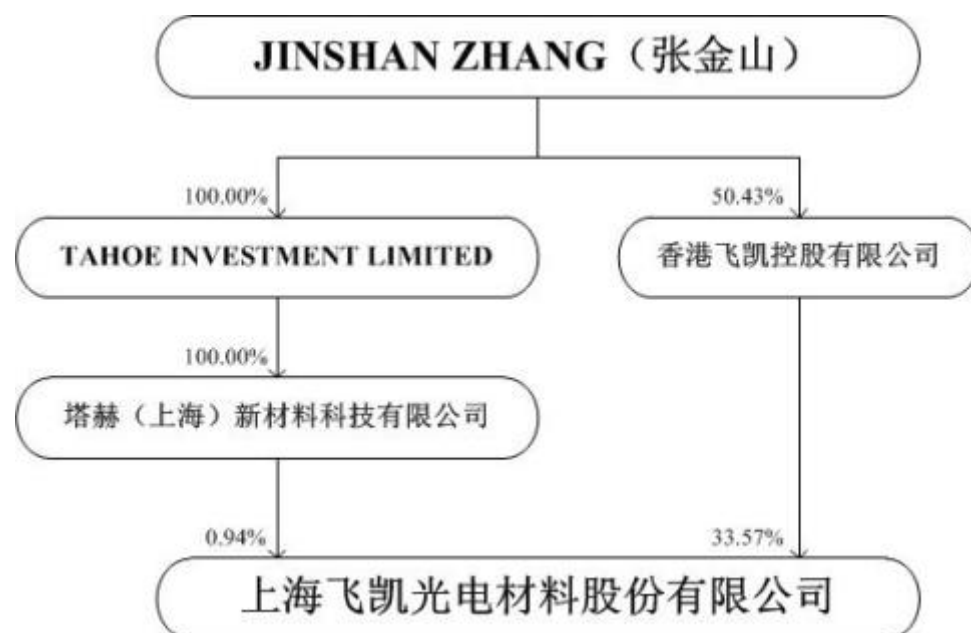 JINSHAN ZHANG（张金山）
100.00%
50.43%
TAHOE INVESTMENT LIMITED
香港飞凯控股有限公司
100.00%
塔赫（上海）新材料科技有限公司
0.94%
33.57%
上海飞凯光电材料股份有限公司